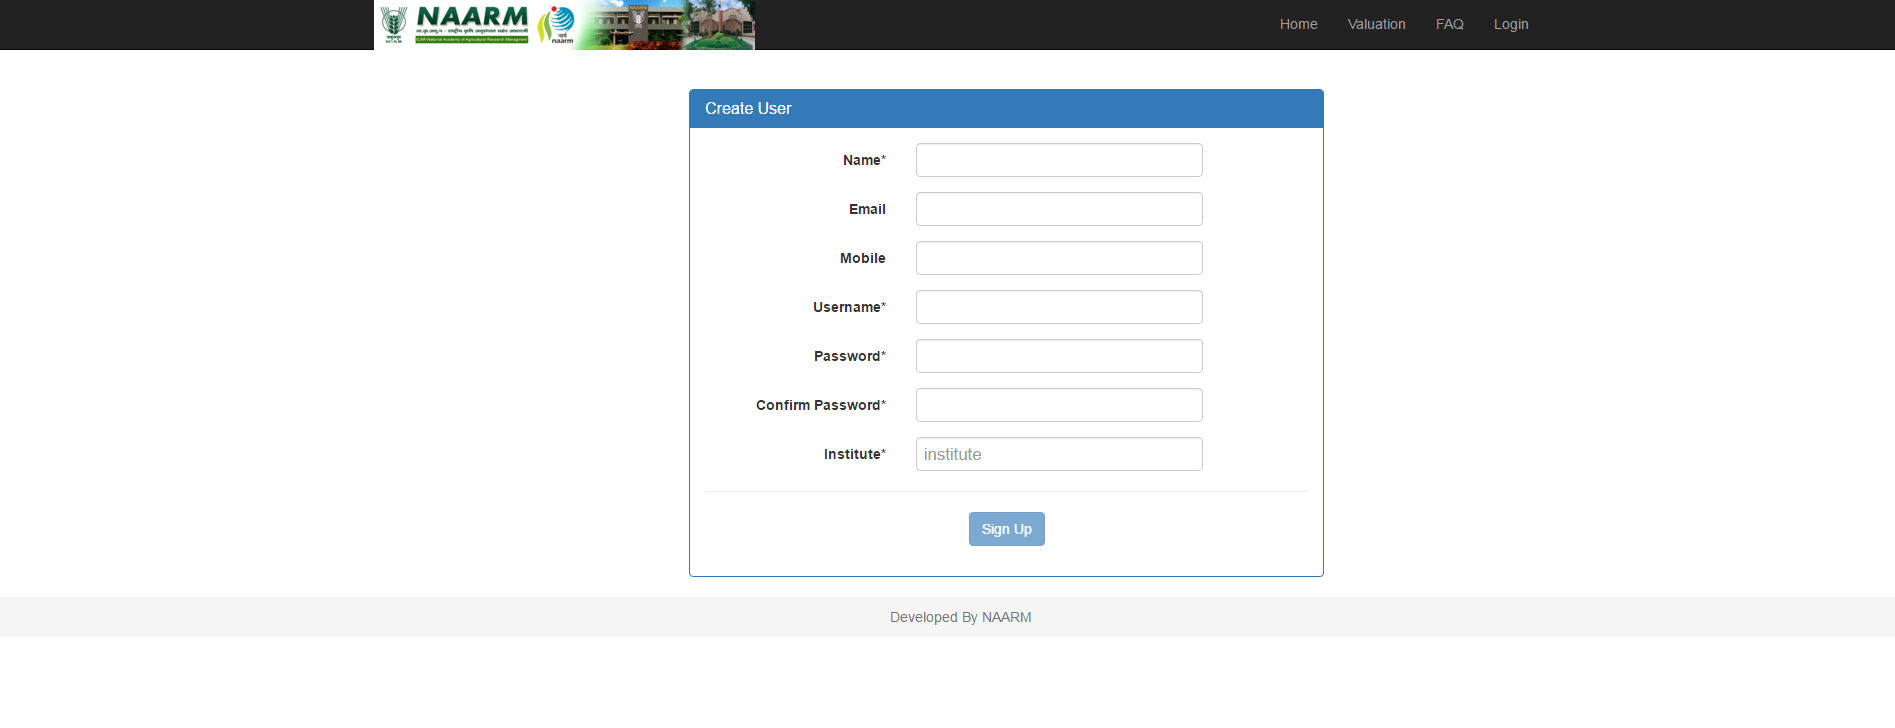 NAARM
naarm
NAARM
Home
Valuation
FAQ
Login
Create User
Name*
Email
Mobile
Username*
Password*
Confirm Password*
Institute*
institute
Sign Up
Developed By NAARM